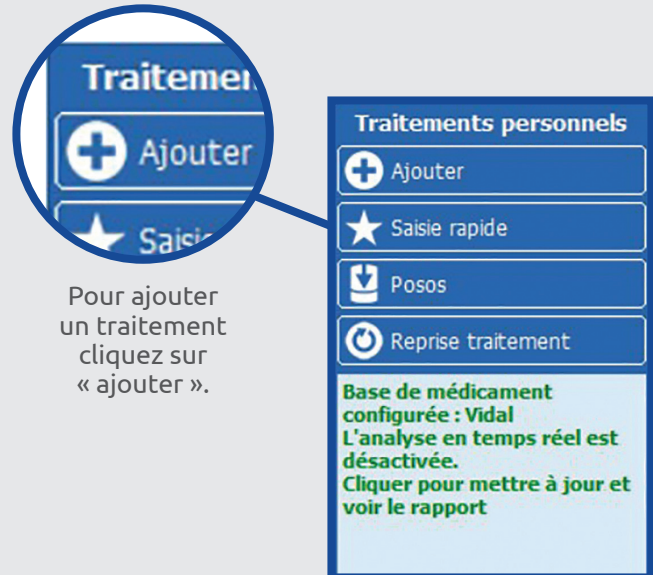 Traitemen
Ajouter
Saisie
Pour ajouter
un traitement
cliquez sur
« ajouter ».
Traitements personnels
Ajouter
Saisie rapide
Posos
Reprise traitement
Base de médicament
configurée : Vidal
L'analyse en temps réel est
désactivée.
Cliquer pour mettre à jour et
voir le rapport